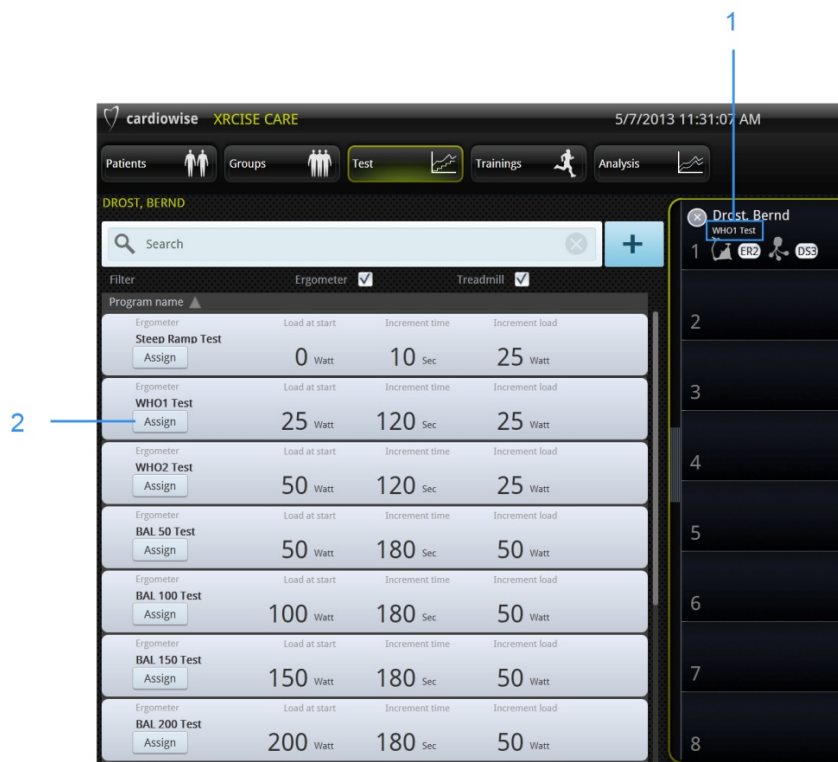 1
cardiowise XRCISE CARE 5/7/2013 11:31:07 AM
Patients Groups Test Trainings Analysis
DROST, BERND
Search +
Filter Ergometer Treadmill
Program name
Ergometer Load at start Increment time Increment load
Steep Ramp Test
Assign 0 Watt 10 Sec 25 Watt
Ergometer Load at start Increment time Increment load
WHO1 Test
2 Assign 25 Watt 120 Sec 25 Watt
Ergometer Load at start Increment time Increment load
WHO2 Test
Assign 50 Watt 120 Sec 25 Watt
Ergometer Load at start Increment time Increment load
BAL 50 Test
Assign 50 Watt 180 Sec 50 Watt
Ergometer Load at start Increment time Increment load
BAL 100 Test
Assign 100 Watt 180 Sec 50 Watt
Ergometer Load at start Increment time Increment load
BAL 150 Test
Assign 150 Watt 180 Sec 50 Watt
Ergometer Load at start Increment time Increment load
BAL 200 Test
Assign 200 Watt 180 Sec 50 Watt
Drost, Bernd
WHO1 Test
1 ER2 DS3
2
3
4
5
6
7
8